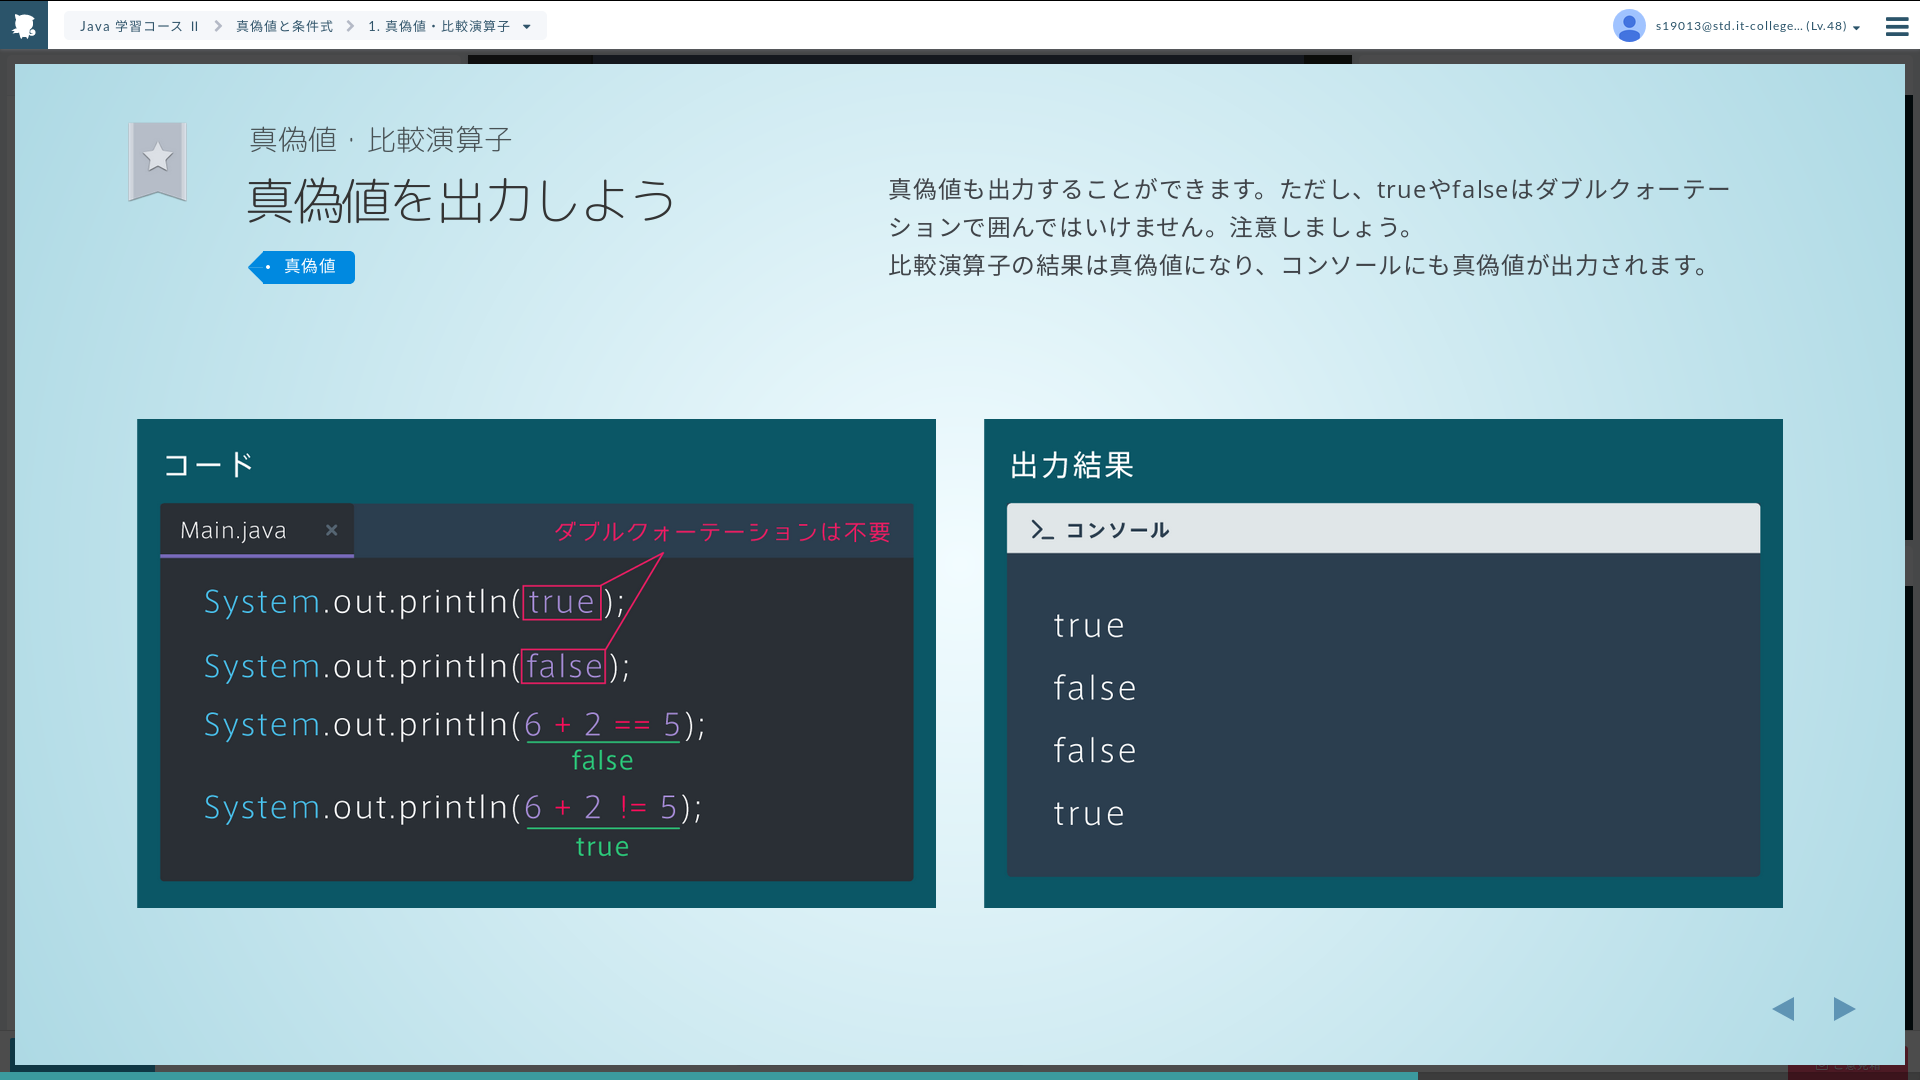 Java 学習コース II
真偽値と条件式
1. 真偽値・比較演算子
s19013@std.it-college... (Lv.48)
真偽値・比較演算子
真偽値を出力しよう
真偽値
真偽値も出力することができます。ただし、trueやfalseはダブルクォーテー
ションで囲んではいけません。注意しましょう。
比較演算子の結果は真偽値になり、コンソールにも真偽値が出力されます。
コード
Main.java ×
ダブルクォーテーションは不要
System.out.println(true);
System.out.println(false);
System.out.println(6 + 2 == 5);
false
System.out.println(6 + 2 != 5);
true
出力結果
コンソール
true
false
false
true